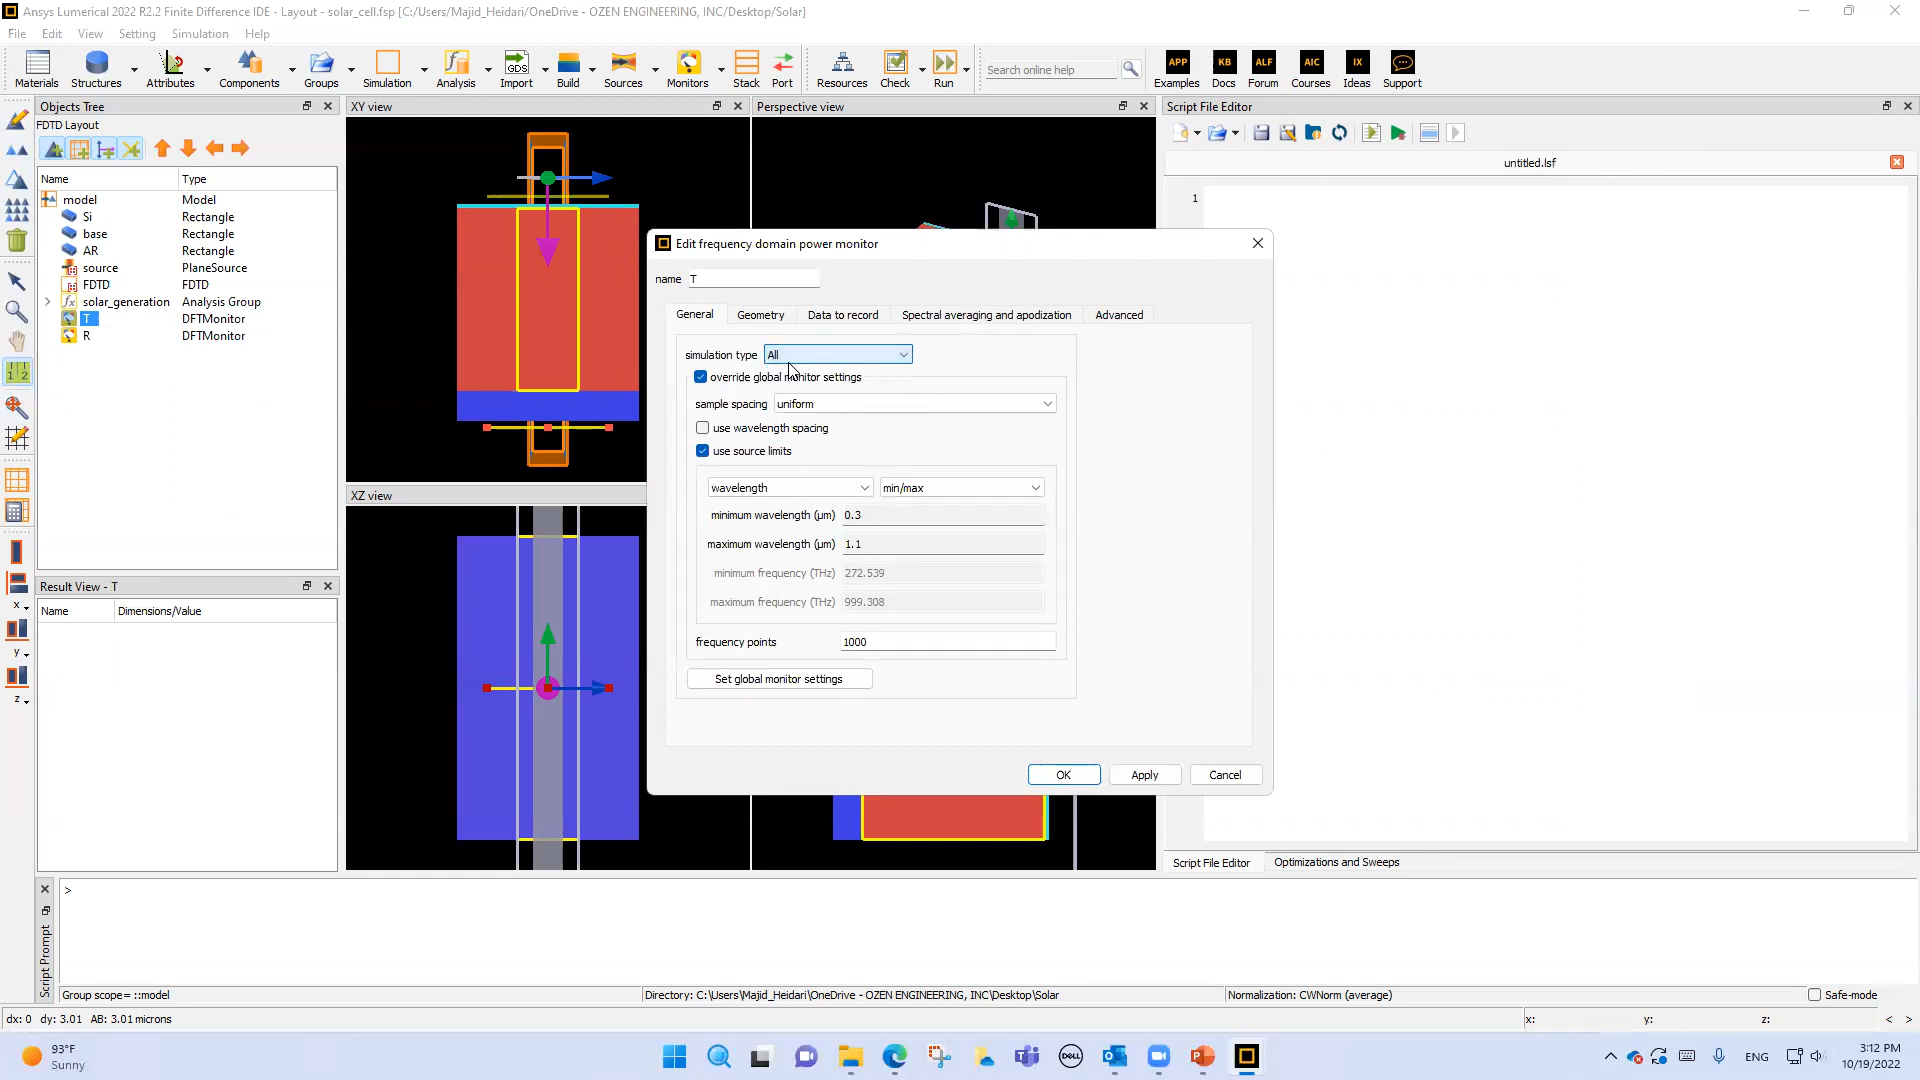 Ansys Lumerical 2022 R2.2 Finite Difference IDE - Layout - solar_cell.fsp [C:/Users/Majid_Heidari/OneDrive - OZEN ENGINEERING, INC/Desktop/Solar]
File Edit View Setting Simulation Help
Materials Structures Attributes Components Groups Simulation Analysis Import Build Sources Monitors Stack Port Resources Check Run Search online help Examples Docs Forum Courses Ideas Support
GDS APP KB ALF AIC IX
Objects Tree
FDTD Layout
Name Type
model Model
Si Rectangle
base Rectangle
AR Rectangle
source PlaneSource
FDTD FDTD
solar_generation Analysis Group
T DFTMonitor
R DFTMonitor
Result View - T
Name Dimensions/Value
x
y
z
XY view
XZ view
Perspective view
Edit frequency domain power monitor
name T
General Geometry Data to record Spectral averaging and apodization Advanced
simulation type All
override global monitor settings
sample spacing uniform
use wavelength spacing
use source limits
wavelength min/max
minimum wavelength (μm) 0.3
maximum wavelength (μm) 1.1
minimum frequency (THz) 272.539
maximum frequency (THz) 999.308
frequency points 1000
Set global monitor settings
OK Apply Cancel
Script File Editor
untitled.lsf
1
Script File Editor Optimizations and Sweeps
Script Prompt
>
Group scope= ::model Directory: C:\Users\Majid_Heidari\OneDrive - OZEN ENGINEERING, INC\Desktop\Solar Normalization: CWNorm (average) Safe-mode
dx: 0 dy: 3.01 AB: 3.01 microns x: y: z: < >
93°F
Sunny
DELL
ENG
3:12 PM
10/19/2022